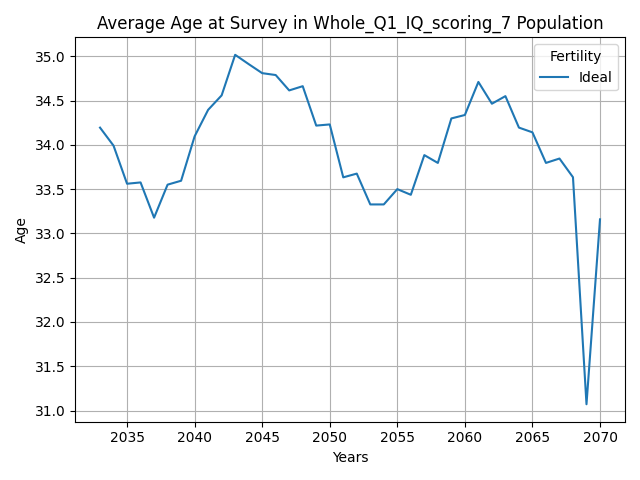 Average Age at Survey in Whole_Q1_IQ_scoring_7 Population
Fertility
Ideal
35.0
34.5
34.0
33.5
33.0
32.5
32.0
31.5
31.0
Age
2035 2040 2045 2050 2055 2060 2065 2070
Years